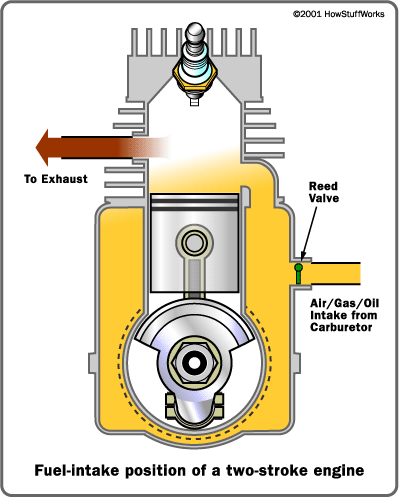 ©2001 HowStuffWorks
To Exhaust
Reed
Valve
Air/Gas/Oil
Intake from
Carburetor
Fuel-intake position of a two-stroke engine